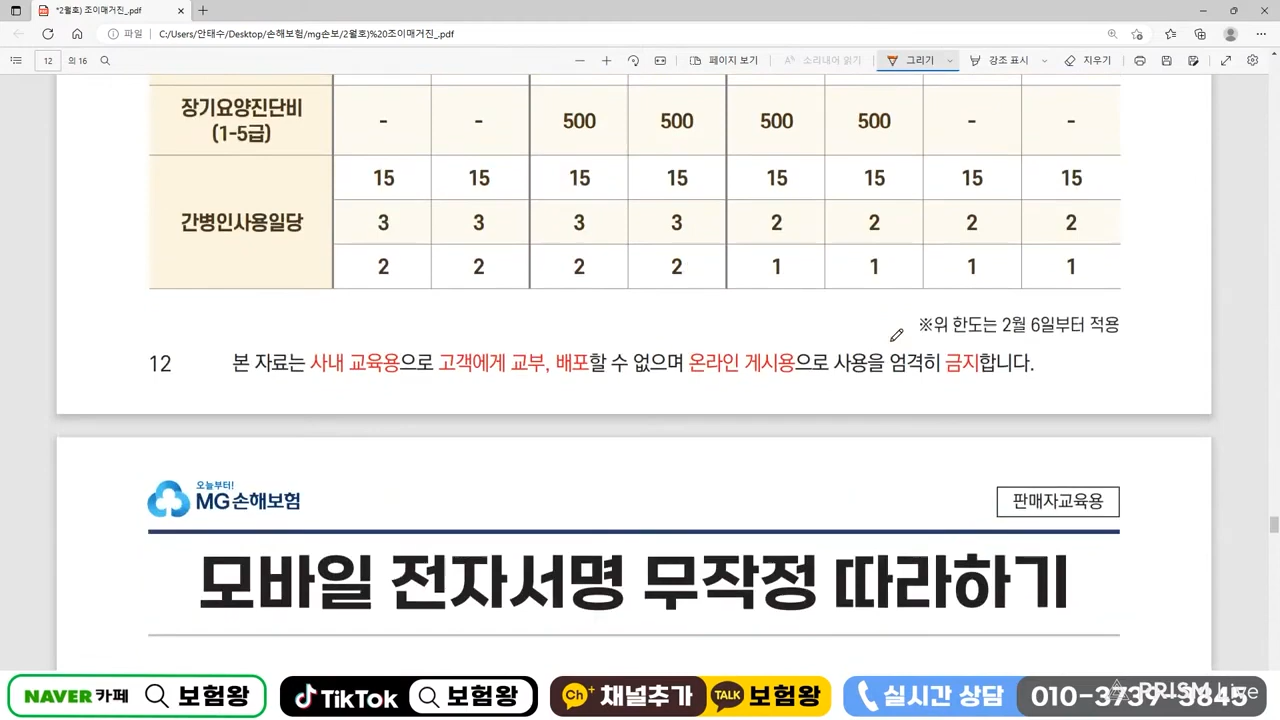 *2월호) 조이매거진_.pdf
파일 C:/Users/안태수/Desktop/손해보험/mg손보/2월호)%20조이매거진_.pdf
12 의 16 페이지 보기 소리내어 읽기 그리기 강조 표시 지우기
장기요양진단비
(1-5급)
- - 500 500 500 500 - -
간병인사용일당
15 15 15 15 15 15 15 15
3 3 3 3 2 2 2 2
2 2 2 2 1 1 1 1
※위 한도는 2월 6일부터 적용
12 본 자료는 사내 교육용으로 고객에게 교부, 배포할 수 없으며 온라인 게시용으로 사용을 엄격히 금지합니다.
오늘부터!
MG손해보험
판매자교육용
모바일 전자서명 무작정 따라하기
NAVER 카페 보험왕 TikTok 보험왕 Ch+ 채널추가 TALK 보험왕 실시간 상담 010-3739-5845
PRISM Live